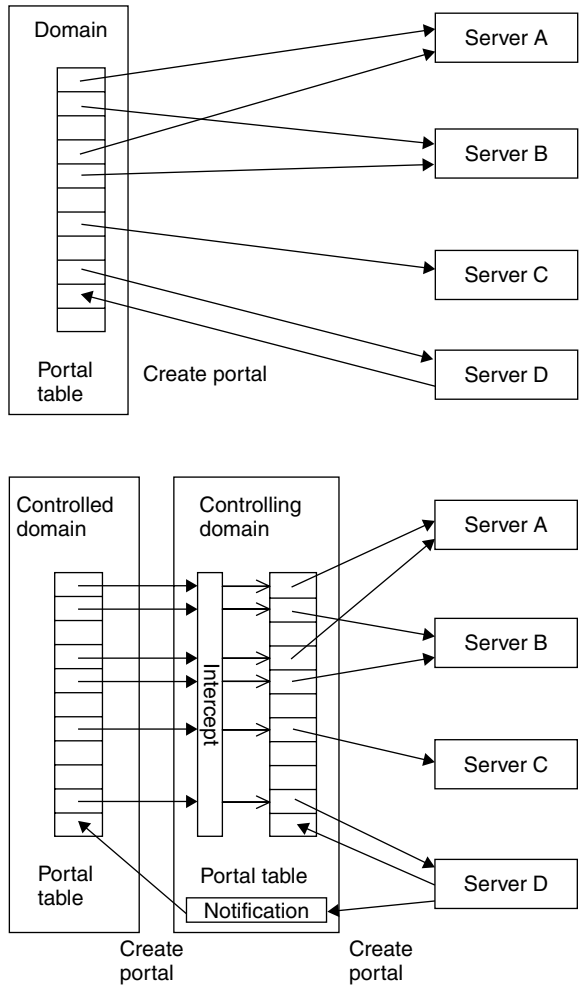 Domain
Server A
Server B
Server C
Server D
Portal
table
Create portal
Controlled
domain
Controlling
domain
Server A
Server B
Intercept
Server C
Server D
Portal
table
Portal table
Notification
Create
portal
Create
portal